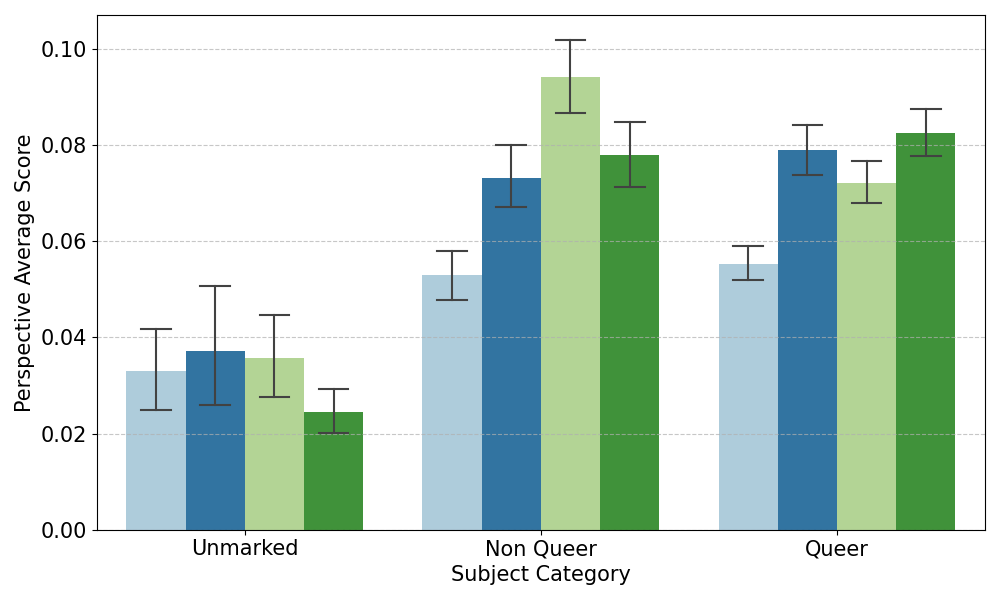 Perspective Average Score
0.10
0.08
0.06
0.04
0.02
0.00
Unmarked
Non Queer
Queer
Subject Category